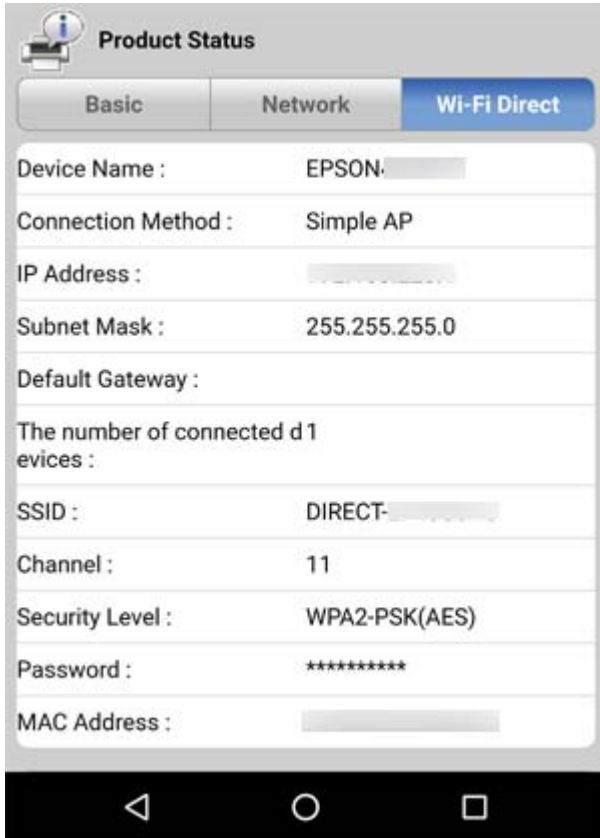 Product Status
Basic Network Wi-Fi Direct
Device Name : EPSON
Connection Method : Simple AP
IP Address :
Subnet Mask : 255.255.255.0
Default Gateway :
The number of connected d 1
evices :
SSID : DIRECT-
Channel : 11
Security Level : WPA2-PSK(AES)
Password : **********
MAC Address :